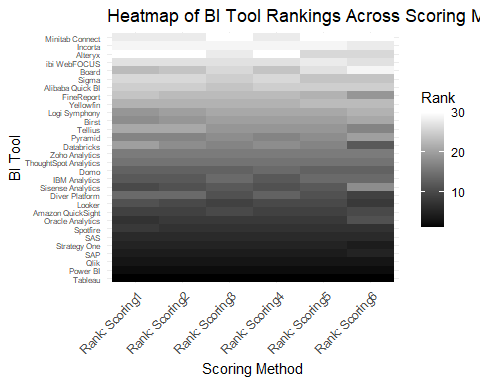 Heatmap of BI Tool Rankings Across Scoring M
Minitab Connect
Incorta
Alteryx
ibi WebFOCUS
Board
Sigma
Alibaba Quick BI
FineReport
Yellowfin
Logi Symphony
Birst
Tellius
Pyramid
Databricks
Zoho Analytics
ThoughtSpot Analytics
Domo
IBM Analytics
Sisense Analytics
Diver Platform
Looker
Amazon QuickSight
Oracle Analytics
Spotfire
SAS
Strategy One
SAP
Qlik
Power BI
Tableau
BI Tool
Rank: Scoring1
Rank: Scoring2
Rank: Scoring3
Rank: Scoring4
Rank: Scoring5
Rank: Scoring6
Scoring Method
Rank
30
20
10